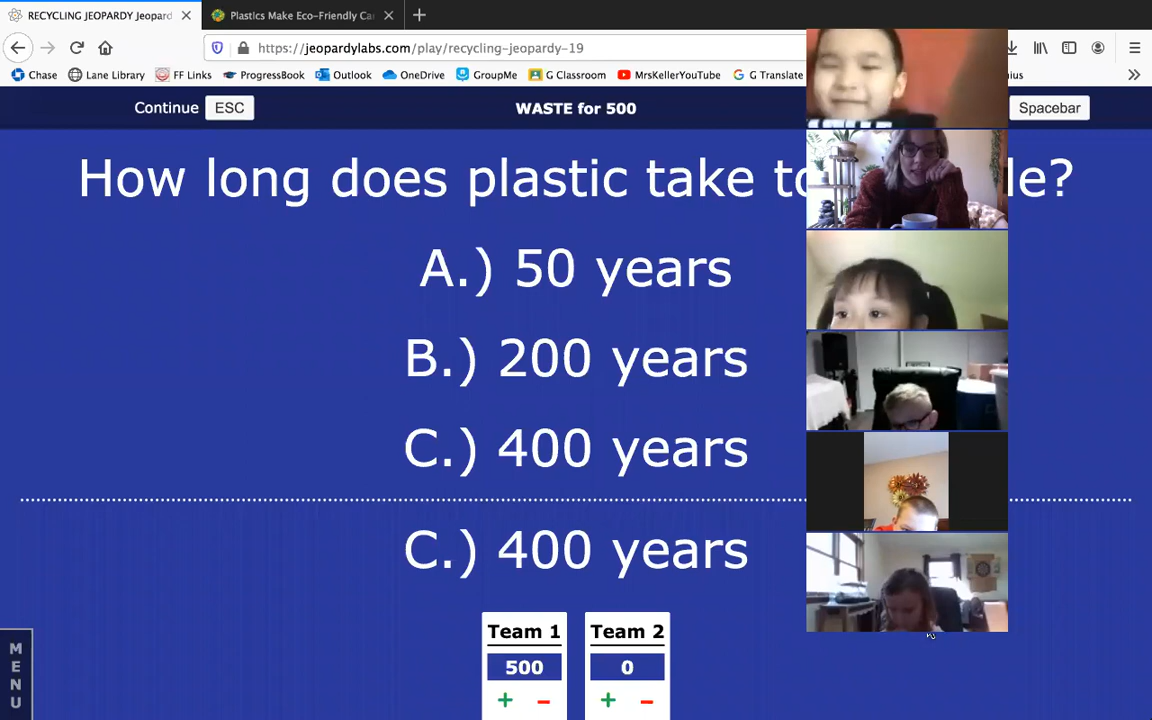 RECYCLING JEOPARDY Jeopard
Plastics Make Eco-Friendly Ca
https://jeopardylabs.com/play/recycling-jeopardy-19
Chase Lane Library FF Links ProgressBook Outlook OneDrive GroupMe G Classroom MrsKellerYouTube G Translate nius
Continue ESC WASTE for 500 Spacebar
How long does plastic take to le?
A.) 50 years
B.) 200 years
C.) 400 years
C.) 400 years
Team 1 Team 2
500 0
+ − + −
MENU